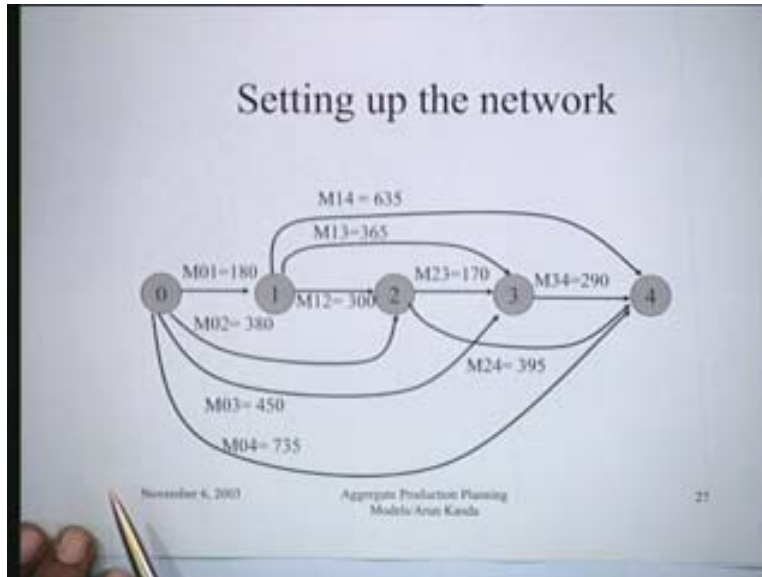 Setting up the network
M14 = 635
M13=365
M01=180
M23=170
M34=290
0
1
2
3
4
M12= 300
M02= 380
M24= 395
M03= 450
M04= 735
November 6, 2003
Aggregate Production Planning
Models/Arun Kanda
27